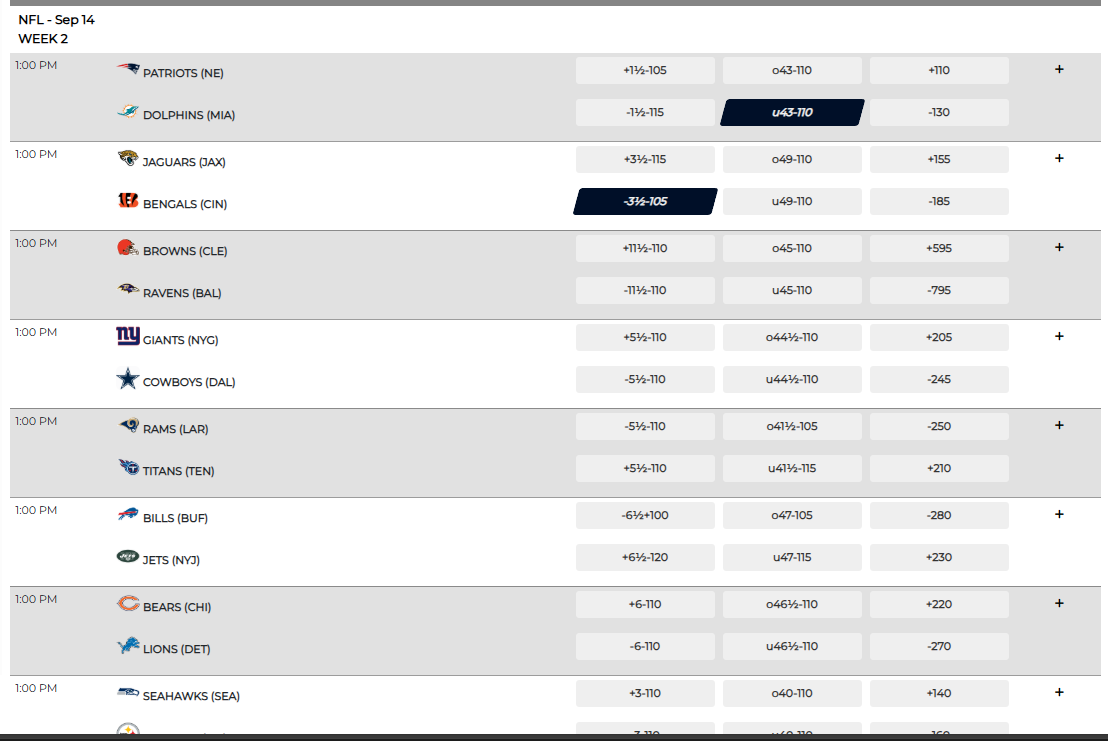 NFL - Sep 14
WEEK 2
1:00 PM PATRIOTS (NE) +1½-105 o43-110 +110 +
DOLPHINS (MIA) -1½-115 u43-110 -130
1:00 PM JAGUARS (JAX) +3½-115 o49-110 +155 +
BENGALS (CIN) -3½-105 u49-110 -185
1:00 PM BROWNS (CLE) +11½-110 o45-110 +595 +
RAVENS (BAL) -11½-110 u45-110 -795
1:00 PM ny GIANTS (NYG) +5½-110 o44½-110 +205 +
COWBOYS (DAL) -5½-110 u44½-110 -245
1:00 PM RAMS (LAR) -5½-110 o41½-105 -250 +
TITANS (TEN) +5½-110 u41½-115 +210
1:00 PM BILLS (BUF) -6½+100 o47-105 -280 +
JETS JETS (NYJ) +6½-120 u47-115 +230
1:00 PM BEARS (CHI) +6-110 o46½-110 +220 +
LIONS (DET) -6-110 u46½-110 -270
1:00 PM SEAHAWKS (SEA) +3-110 o40-110 +140 +